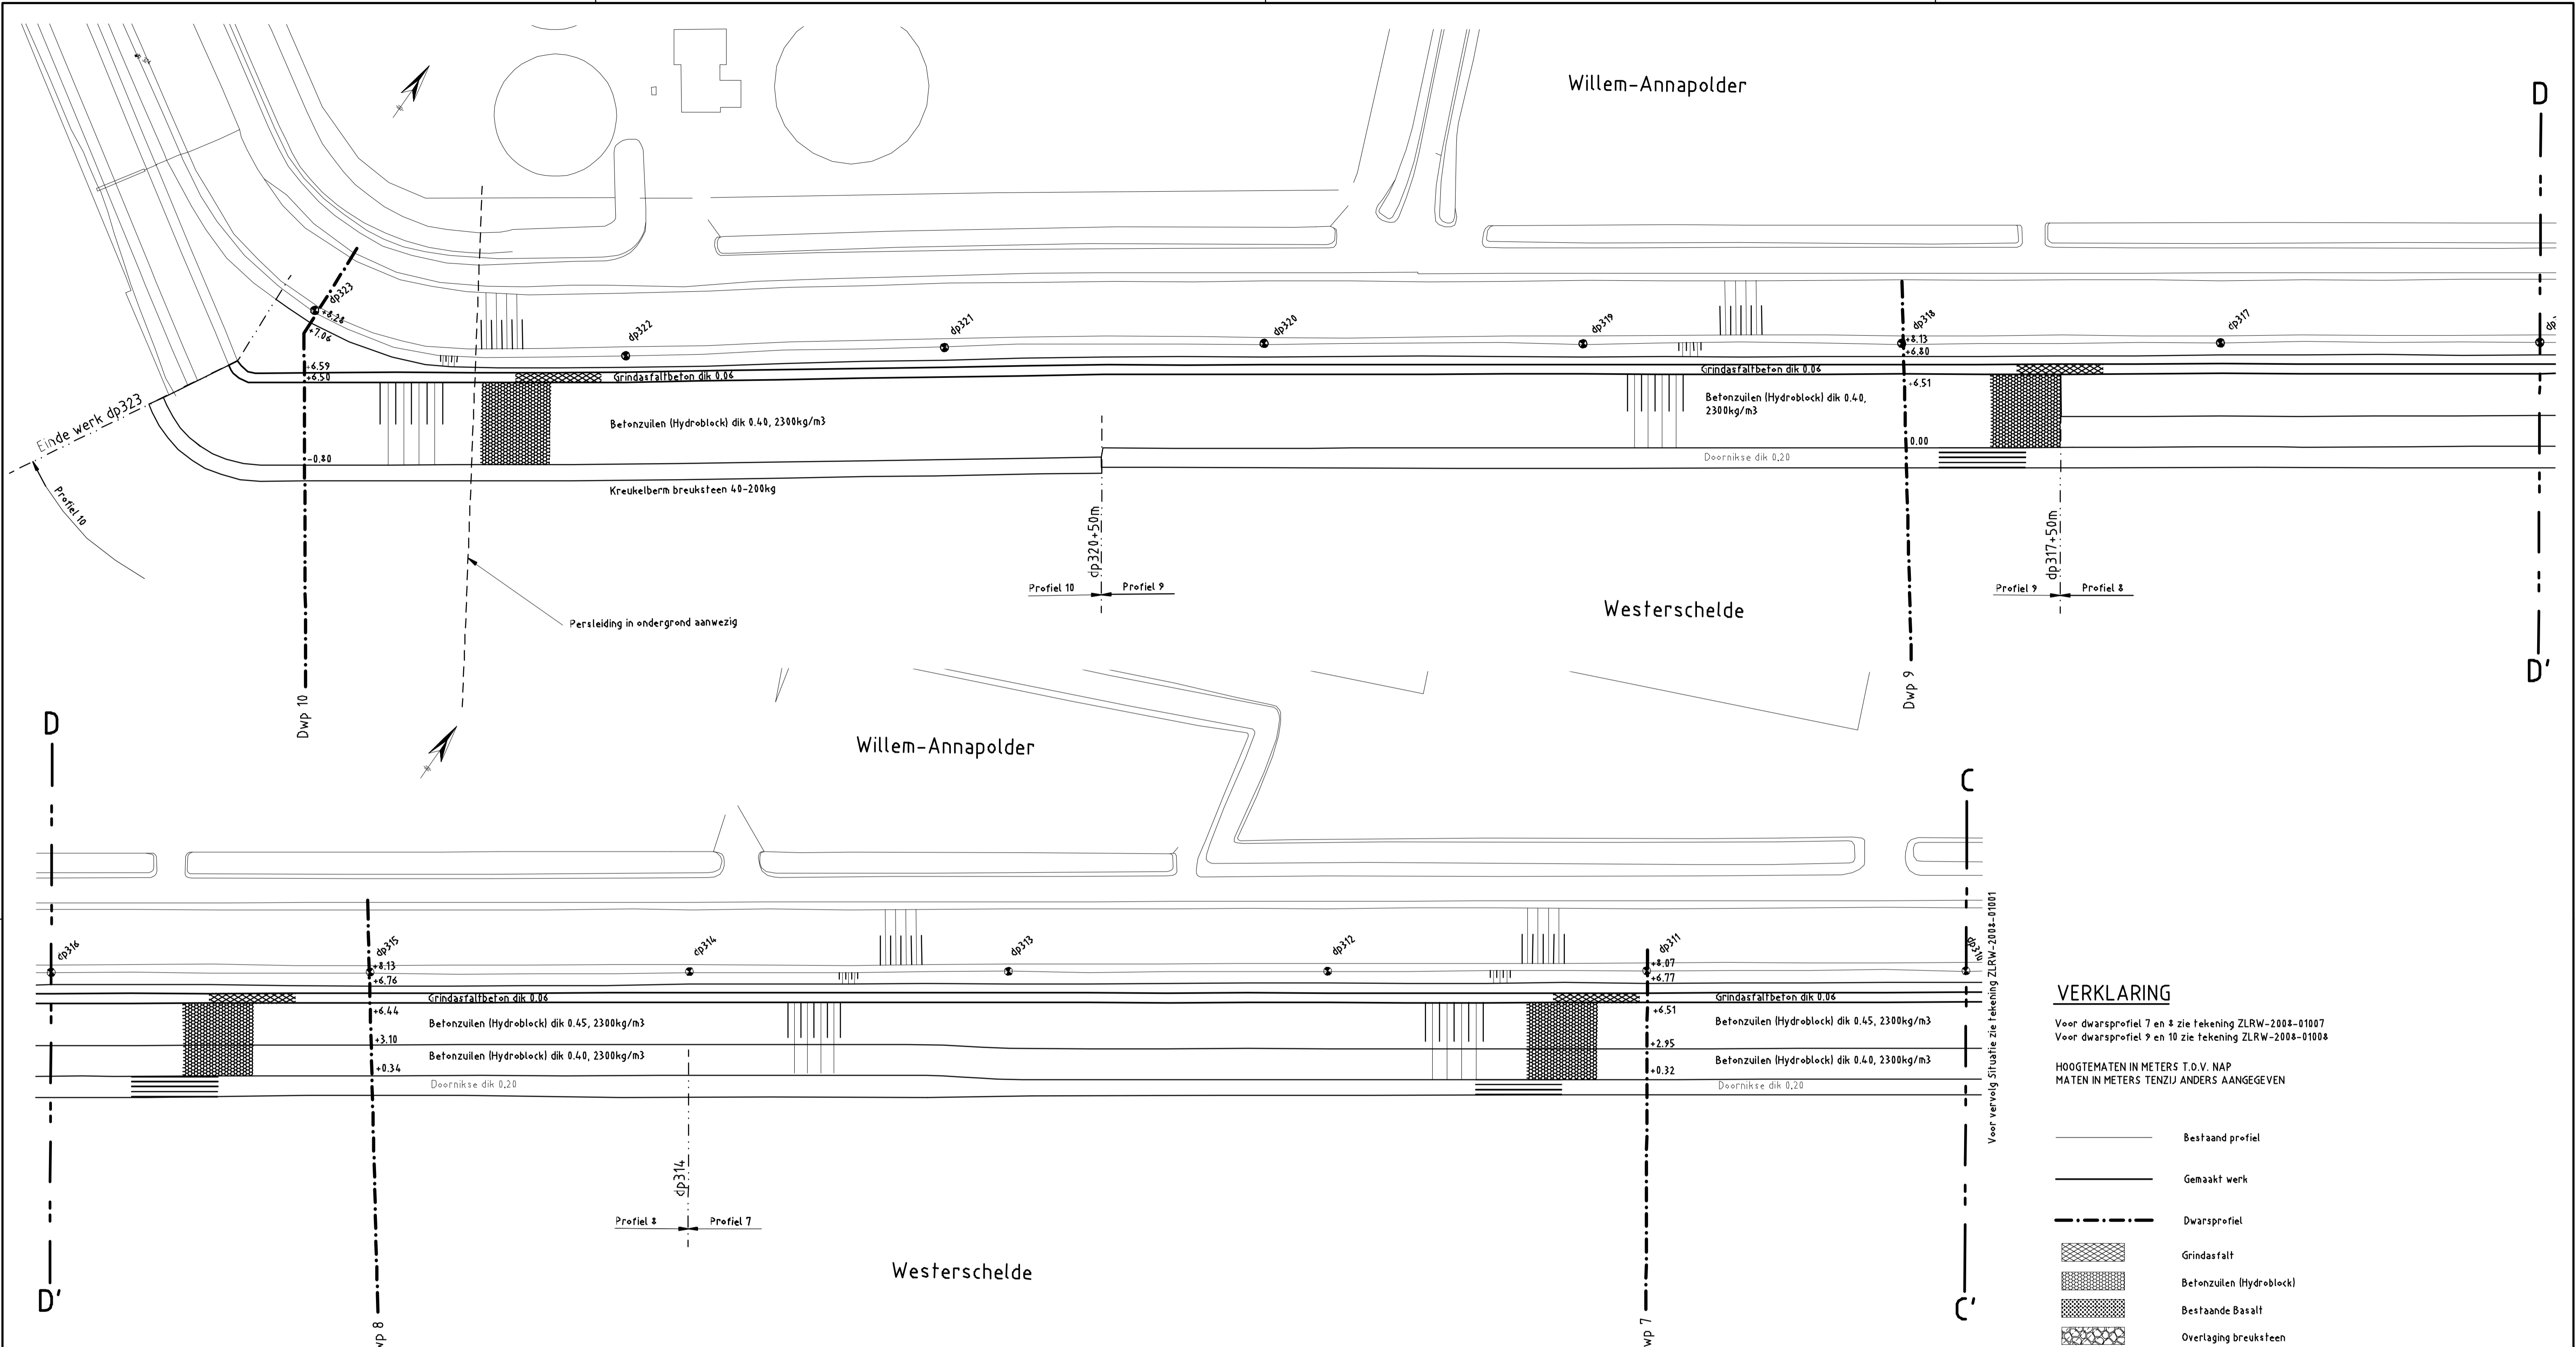 Willem-Annapolder
D
dp323
+8.28
+7.06
+6.59
+6.50
-0.80
dp322
dp321
dp320
dp319
dp318
+8.13
+6.80
+6.51
0.00
dp317
Grindasfaltbeton dik 0.06
Betonzuilen (Hydroblock) dik 0.40, 2300kg/m3
Kreukelberm breuksteen 40-200kg
Grindasfaltbeton dik 0.06
Betonzuilen (Hydroblock) dik 0.40,
2300kg/m3
Doornikse dik 0.20
Einde werk dp323
Profiel 10
dp320+50m
Profiel 10
Profiel 9
dp317+50m
Profiel 9
Profiel 8
Persleiding in ondergrond aanwezig
Westerschelde
Dwp 10
Dwp 9
D'
D
Willem-Annapolder
C
dp316
dp315
+8.13
+6.76
+6.44
+3.10
+0.34
dp314
dp313
dp312
dp311
+8.07
+6.77
+6.51
+2.95
+0.32
dp310
Grindasfaltbeton dik 0.06
Betonzuilen (Hydroblock) dik 0.45, 2300kg/m3
Betonzuilen (Hydroblock) dik 0.40, 2300kg/m3
Doornikse dik 0.20
Grindasfaltbeton dik 0.06
Betonzuilen (Hydroblock) dik 0.45, 2300kg/m3
Betonzuilen (Hydroblock) dik 0.40, 2300kg/m3
Doornikse dik 0.20
Voor vervolg Situatie zie tekening ZLRW-2008-01001
dp314
Profiel 8
Profiel 7
Westerschelde
D'
C'
wp 8
wp 7
VERKLARING
Voor dwarsprofiel 7 en 8 zie tekening ZLRW-2008-01007
Voor dwarsprofiel 9 en 10 zie tekening ZLRW-2008-01008
HOOGTEMATEN IN METERS T.O.V. NAP
MATEN IN METERS TENZIJ ANDERS AANGEGEVEN
Bestaand profiel
Gemaakt werk
Dwarsprofiel
Grindasfalt
Betonzuilen (Hydroblock)
Bestaande Basalt
Overlaging breuksteen